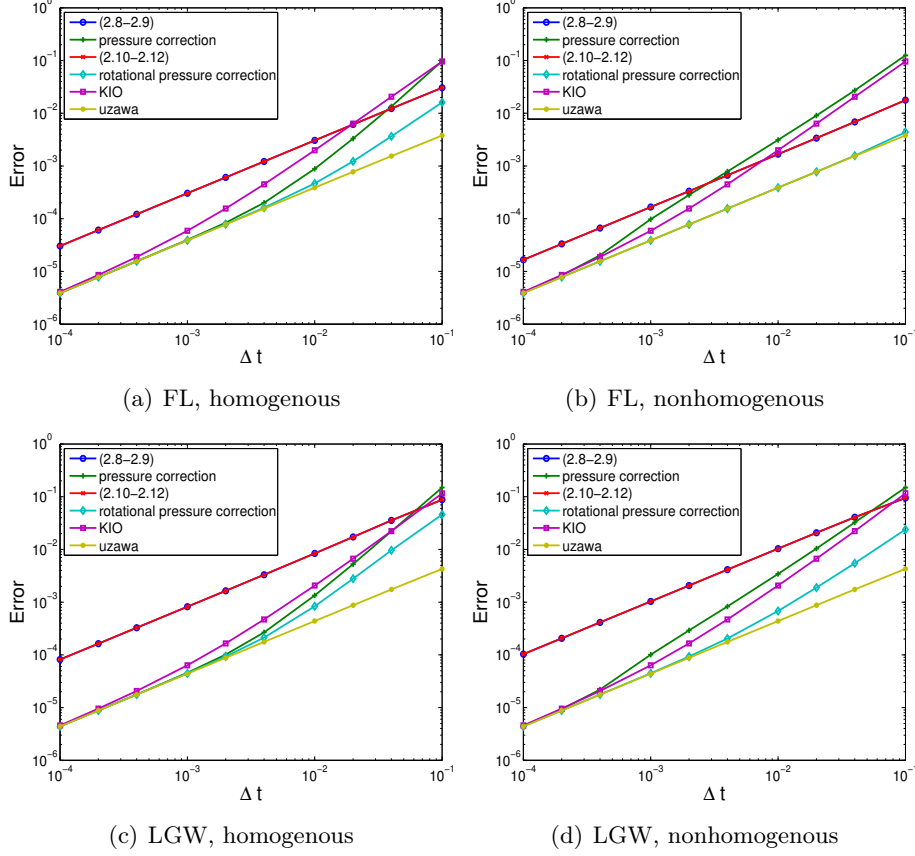 (2.8−2.9)
pressure correction
(2.10−2.12)
rotational pressure correction
KIO
uzawa
10^0
10^−1
10^−2
10^−3
10^−4
10^−5
10^−6
Error
10^−4
10^−3
10^−2
10^−1
Δ t
(a) FL, homogenous
(2.8−2.9)
pressure correction
(2.10−2.12)
rotational pressure correction
KIO
uzawa
10^0
10^−1
10^−2
10^−3
10^−4
10^−5
10^−6
Error
10^−4
10^−3
10^−2
10^−1
Δ t
(b) FL, nonhomogenous
(2.8−2.9)
pressure correction
(2.10−2.12)
rotational pressure correction
KIO
uzawa
10^0
10^−1
10^−2
10^−3
10^−4
10^−5
10^−6
Error
10^−4
10^−3
10^−2
10^−1
Δ t
(c) LGW, homogenous
(2.8−2.9)
pressure correction
(2.10−2.12)
rotational pressure correction
KIO
uzawa
10^0
10^−1
10^−2
10^−3
10^−4
10^−5
10^−6
Error
10^−4
10^−3
10^−2
10^−1
Δ t
(d) LGW, nonhomogenous